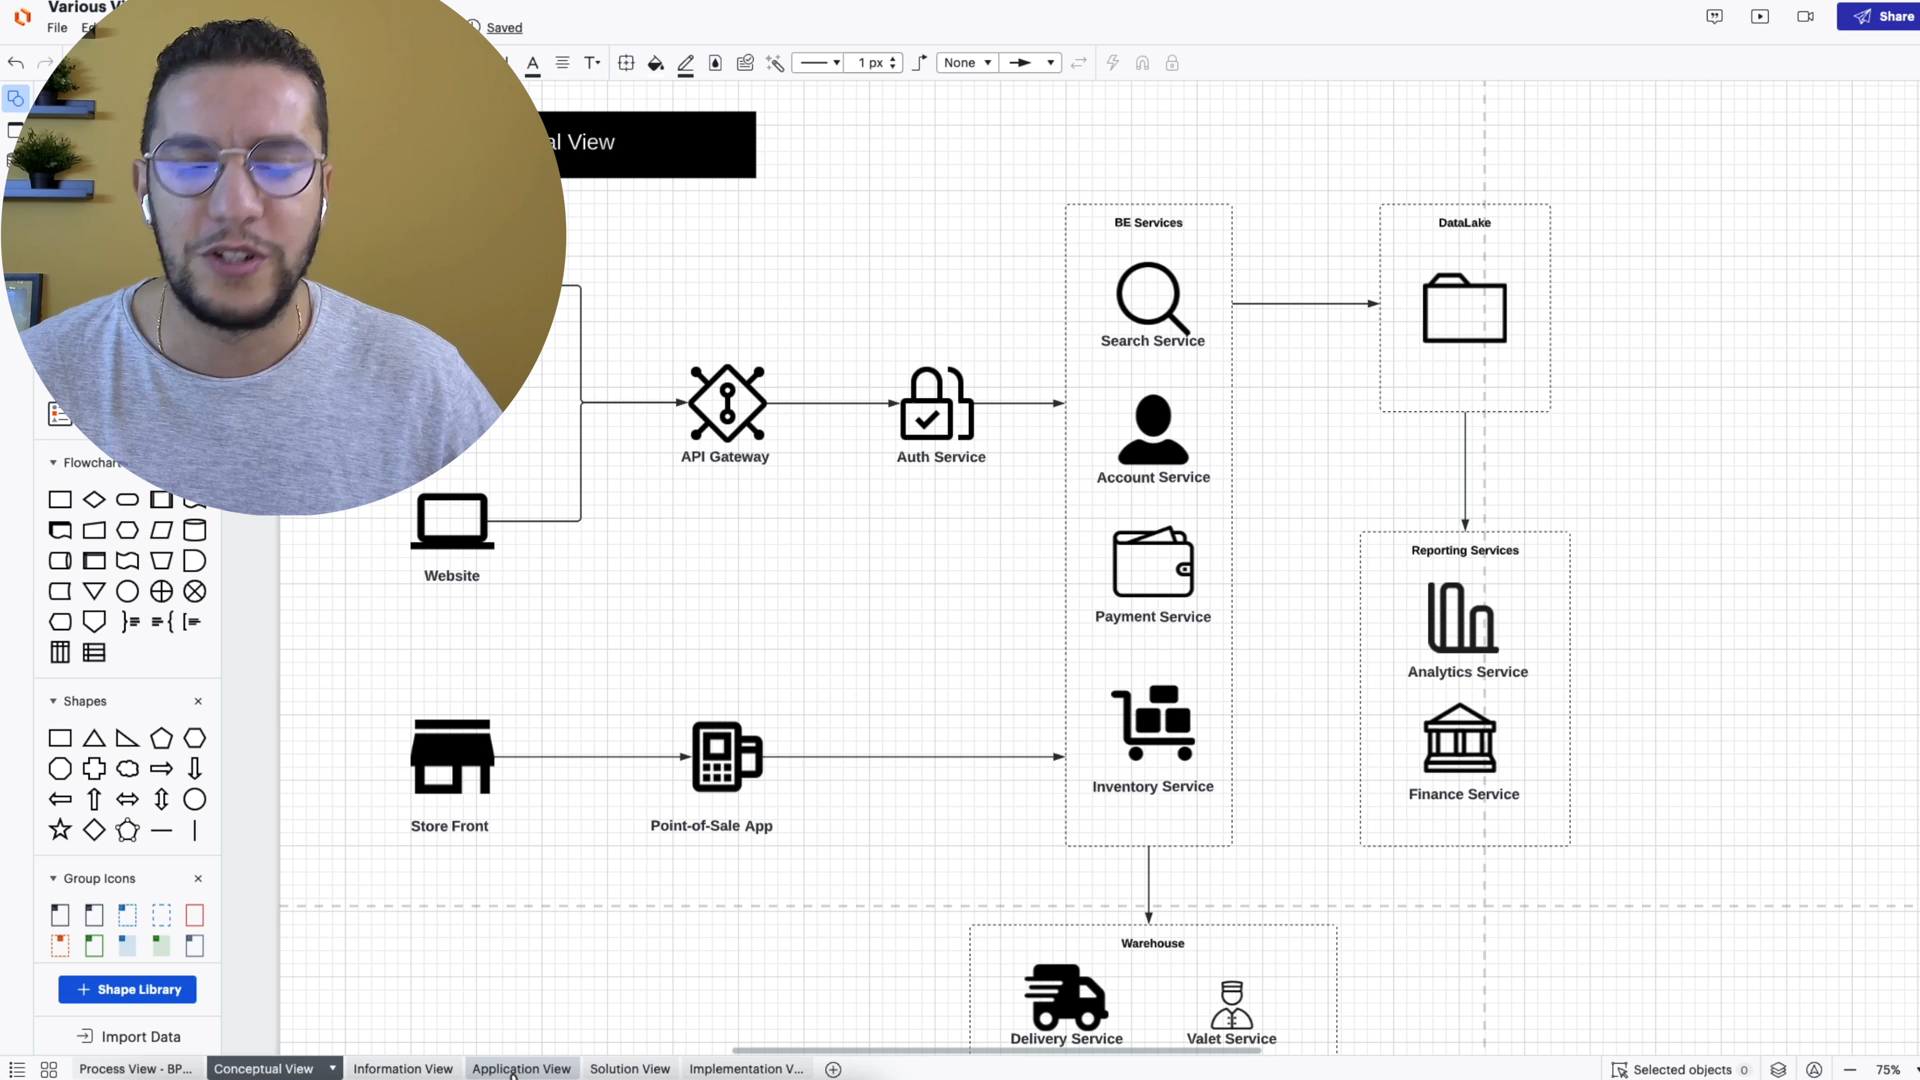 Various Vi
File
Ed
Saved
A
T
1 px
None
Share
al View
BE Services
DataLake
Search Service
API Gateway
Auth Service
Account Service
Flowchart
Website
Reporting Services
Payment Service
Analytics Service
Shapes
Inventory Service
Finance Service
Store Front
Point-of-Sale App
Group Icons
Warehouse
+ Shape Library
Import Data
Delivery Service
Valet Service
Process View - BP...
Conceptual View
Information View
Application View
Solution View
Implementation V...
Selected objects 0
75%